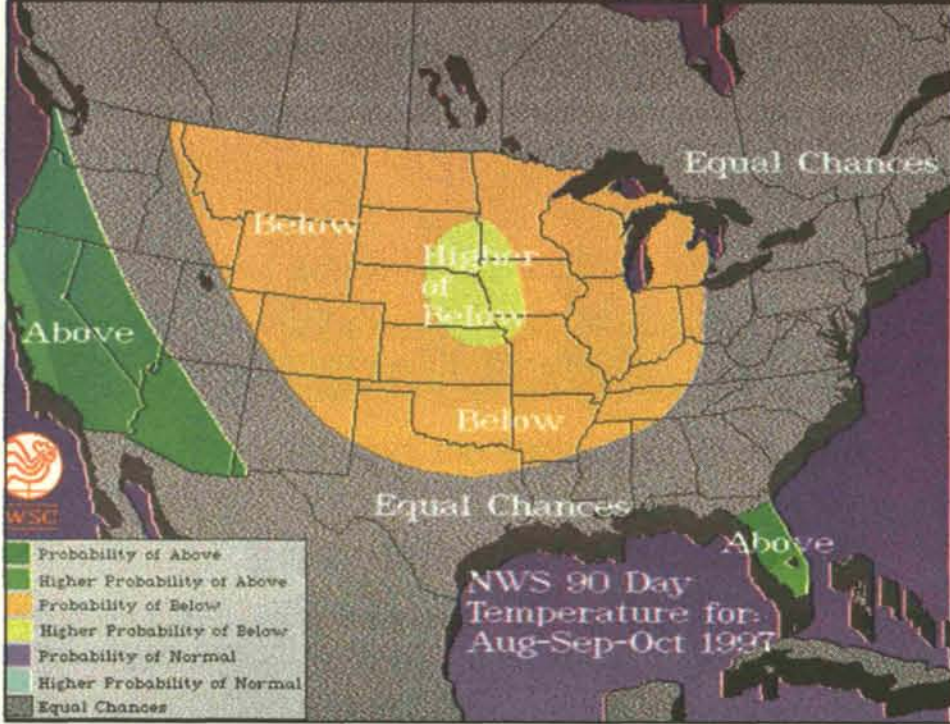 Equal Chances
Below
Higher
of
Below
Above
Below
Equal Chances
Above
WSC
Probability of Above
Higher Probability of Above
Probability of Below
Higher Probability of Below
Probability of Normal
Higher Probability of Normal
Equal Chances
NWS 90 Day
Temperature for:
Aug-Sep-Oct 1997